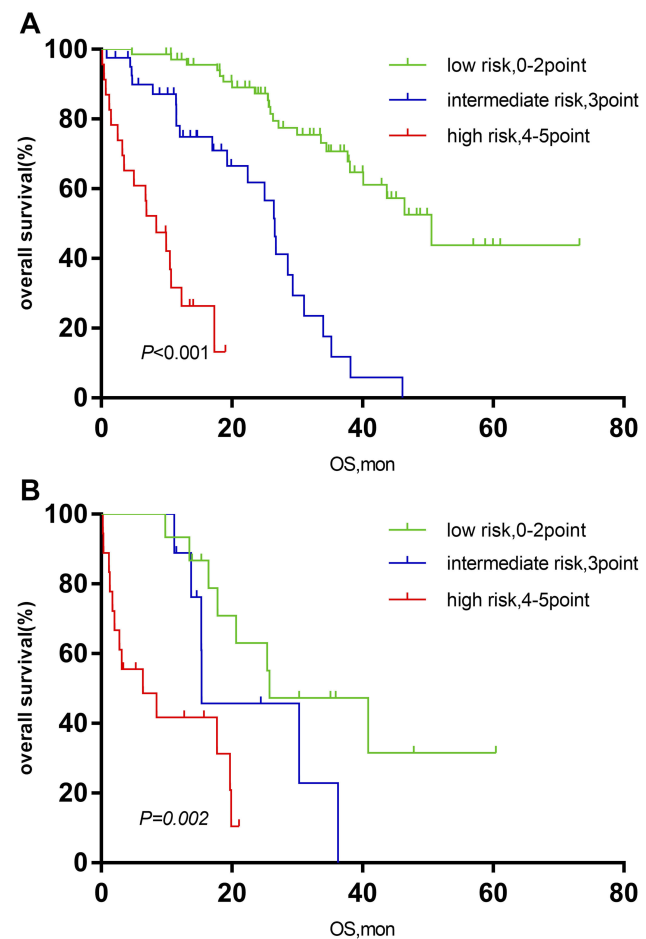 A
100
80
60
40
20
0
overall survival(%)
low risk,0-2point
intermediate risk,3point
high risk,4-5point
P<0.001
0 20 40 60 80
OS,mon
B
100
80
60
40
20
0
overall survival(%)
low risk,0-2point
intermediate risk,3point
high risk,4-5point
P=0.002
0 20 40 60 80
OS,mon